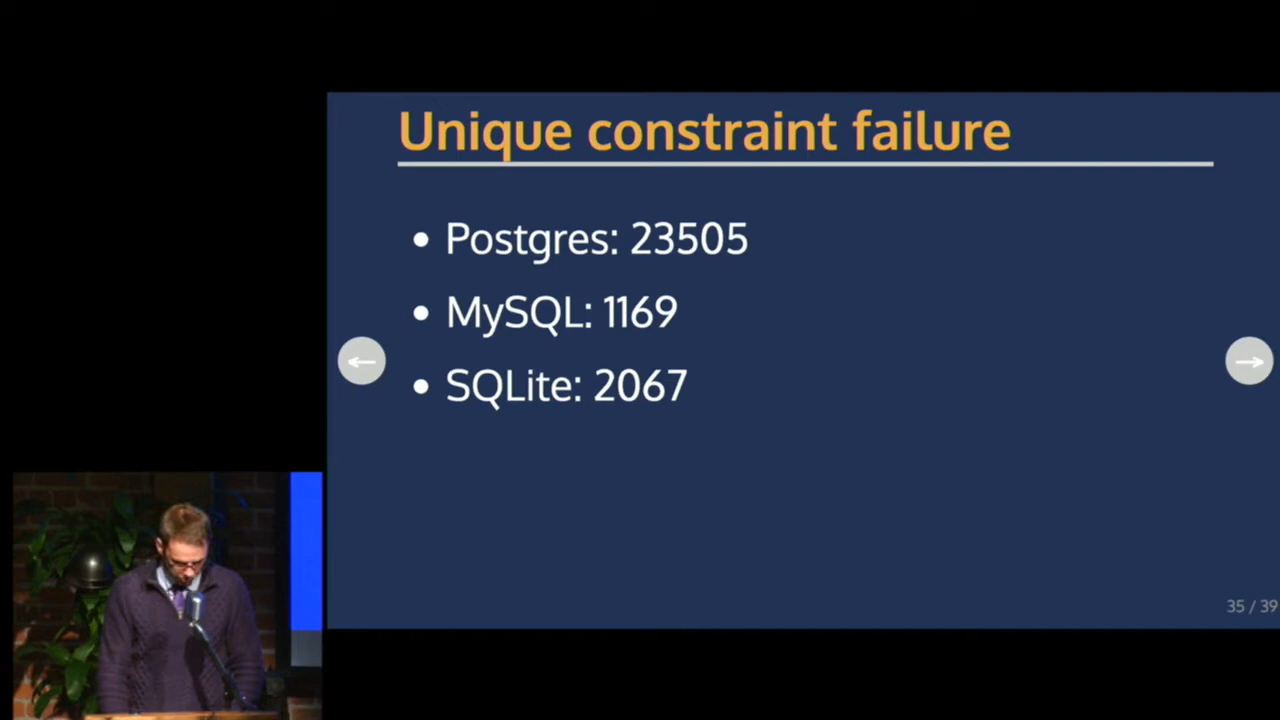 Unique constraint failure
Postgres: 23505
MySQL: 1169
SQLite: 2067
35 / 39